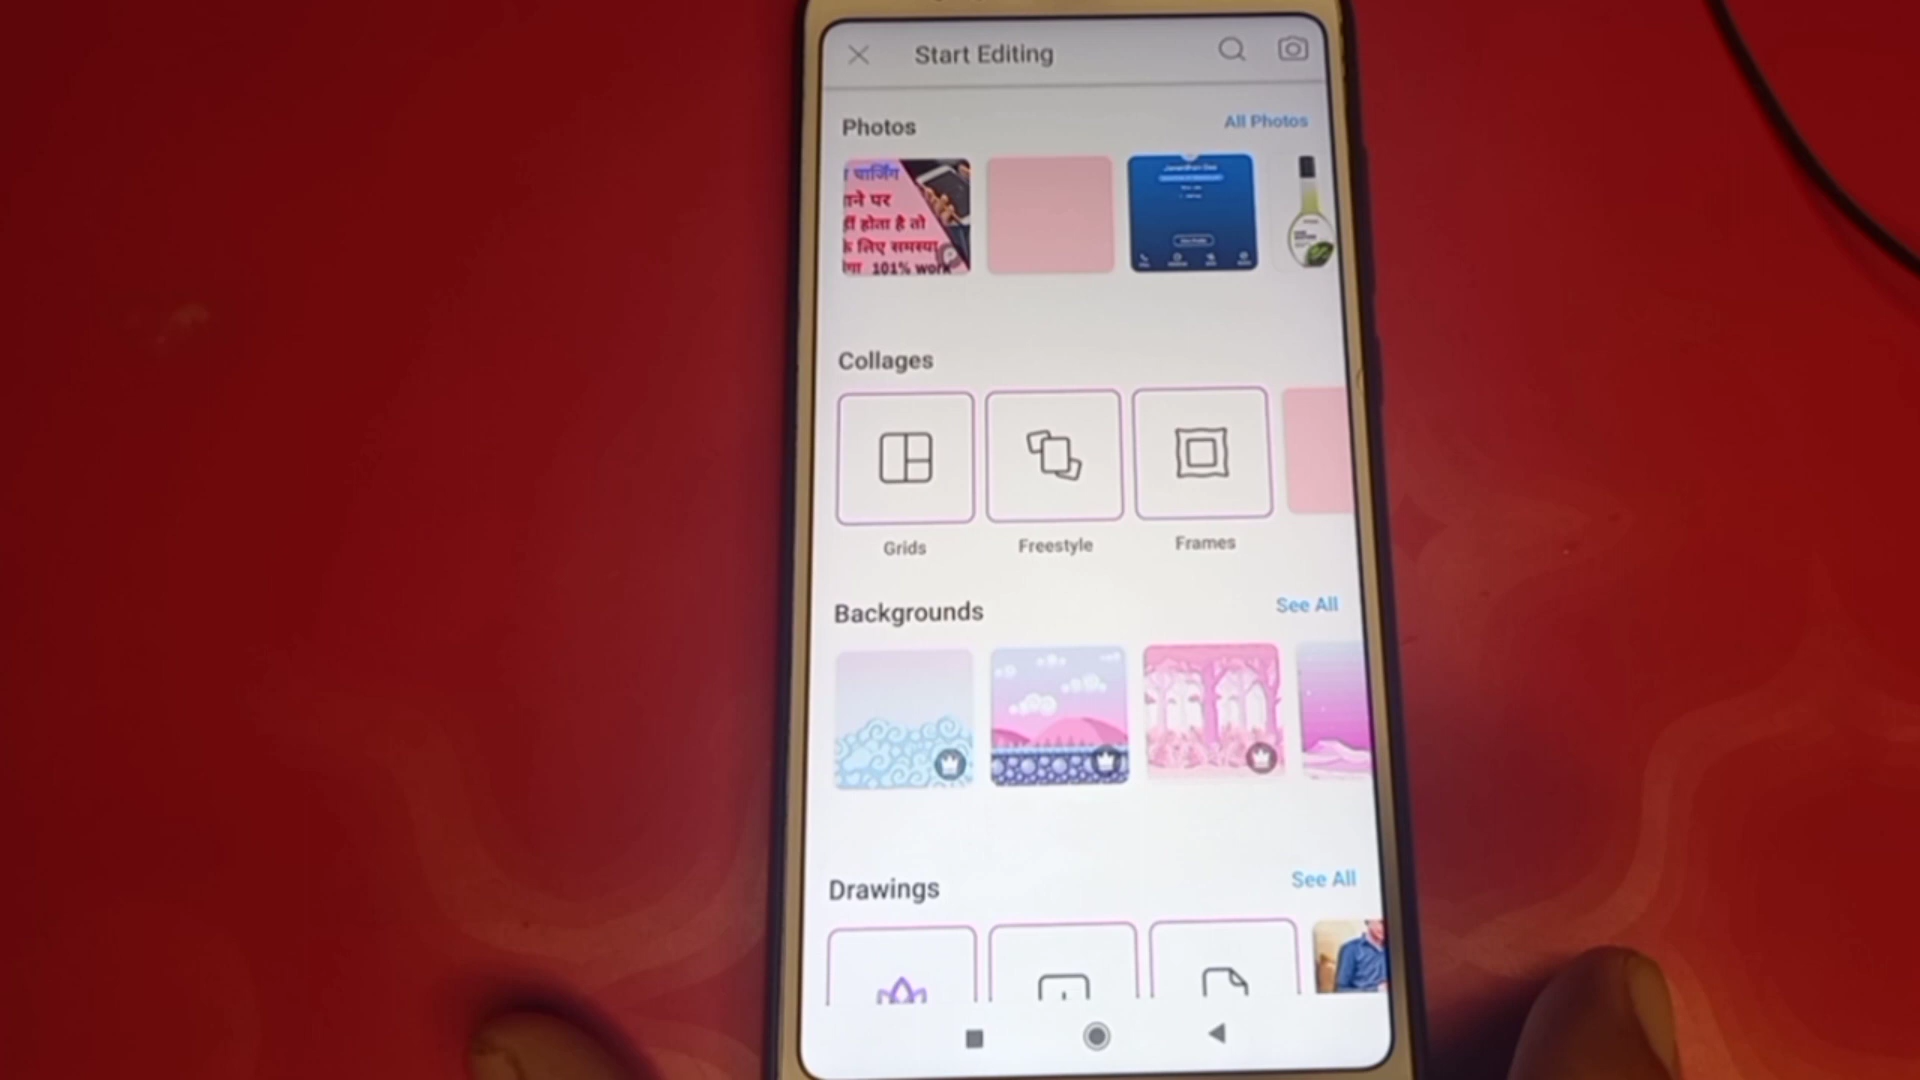 Start Editing
Photos
All Photos
चार्जिंग
ाने पर
हीं होता है तो
के लिए समस्या
101% work
Collages
Grids
Freestyle
Frames
Backgrounds
See All
Drawings
See All